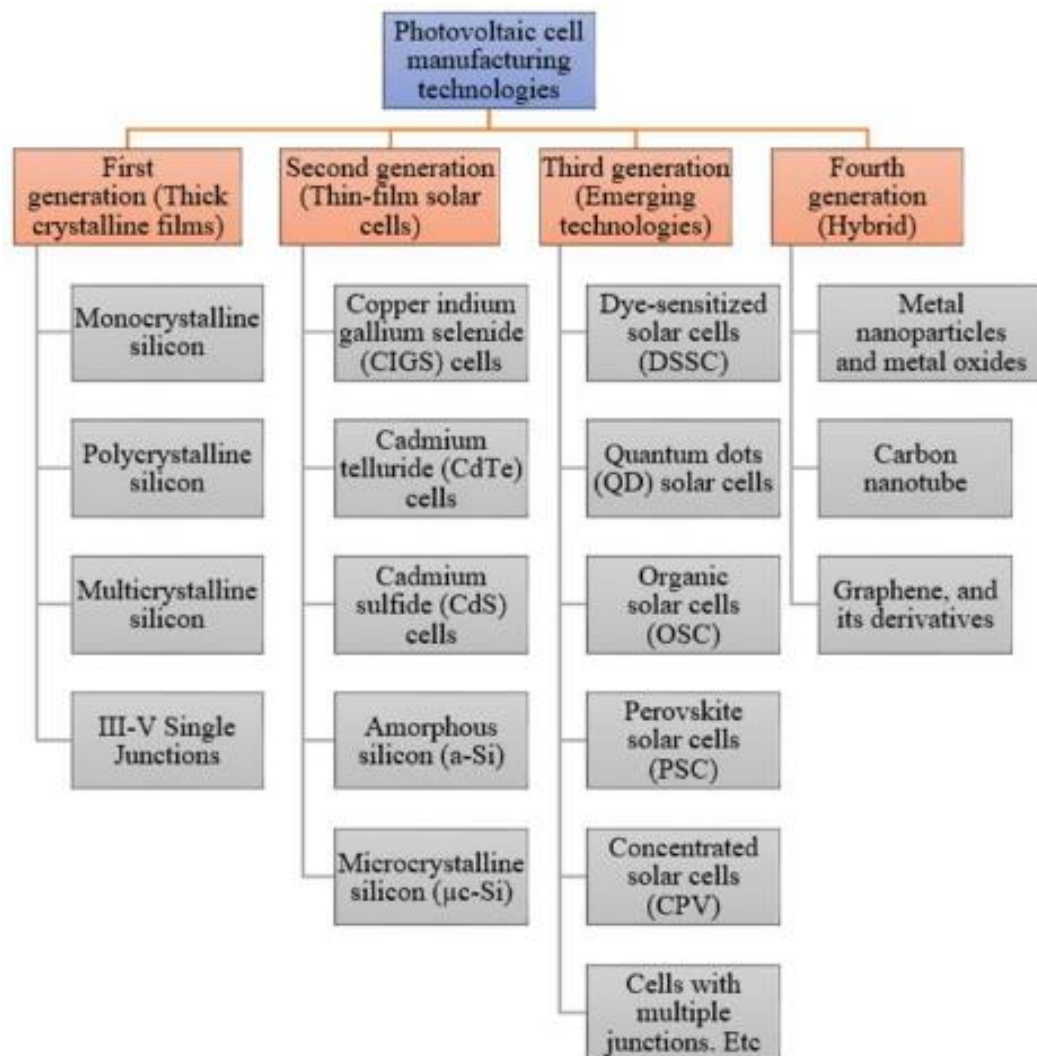 Photovoltaic cell
manufacturing
technologies
First
generation (Thick
crystalline films)
Second generation
(Thin-film solar
cells)
Third generation
(Emerging
technologies)
Fourth
generation
(Hybrid)
Monocrystalline
silicon
Polycrystalline
silicon
Multicrystalline
silicon
III-V Single
Junctions
Copper indium
gallium selenide
(CIGS) cells
Cadmium
telluride (CdTe)
cells
Cadmium
sulfide (CdS)
cells
Amorphous
silicon (a-Si)
Microcrystalline
silicon (μc-Si)
Dye-sensitized
solar cells
(DSSC)
Quantum dots
(QD) solar cells
Organic
solar cells
(OSC)
Perovskite
solar cells
(PSC)
Concentrated
solar cells
(CPV)
Cells with
multiple
junctions. Etc
Metal
nanoparticles
and metal oxides
Carbon
nanotube
Graphene, and
its derivatives